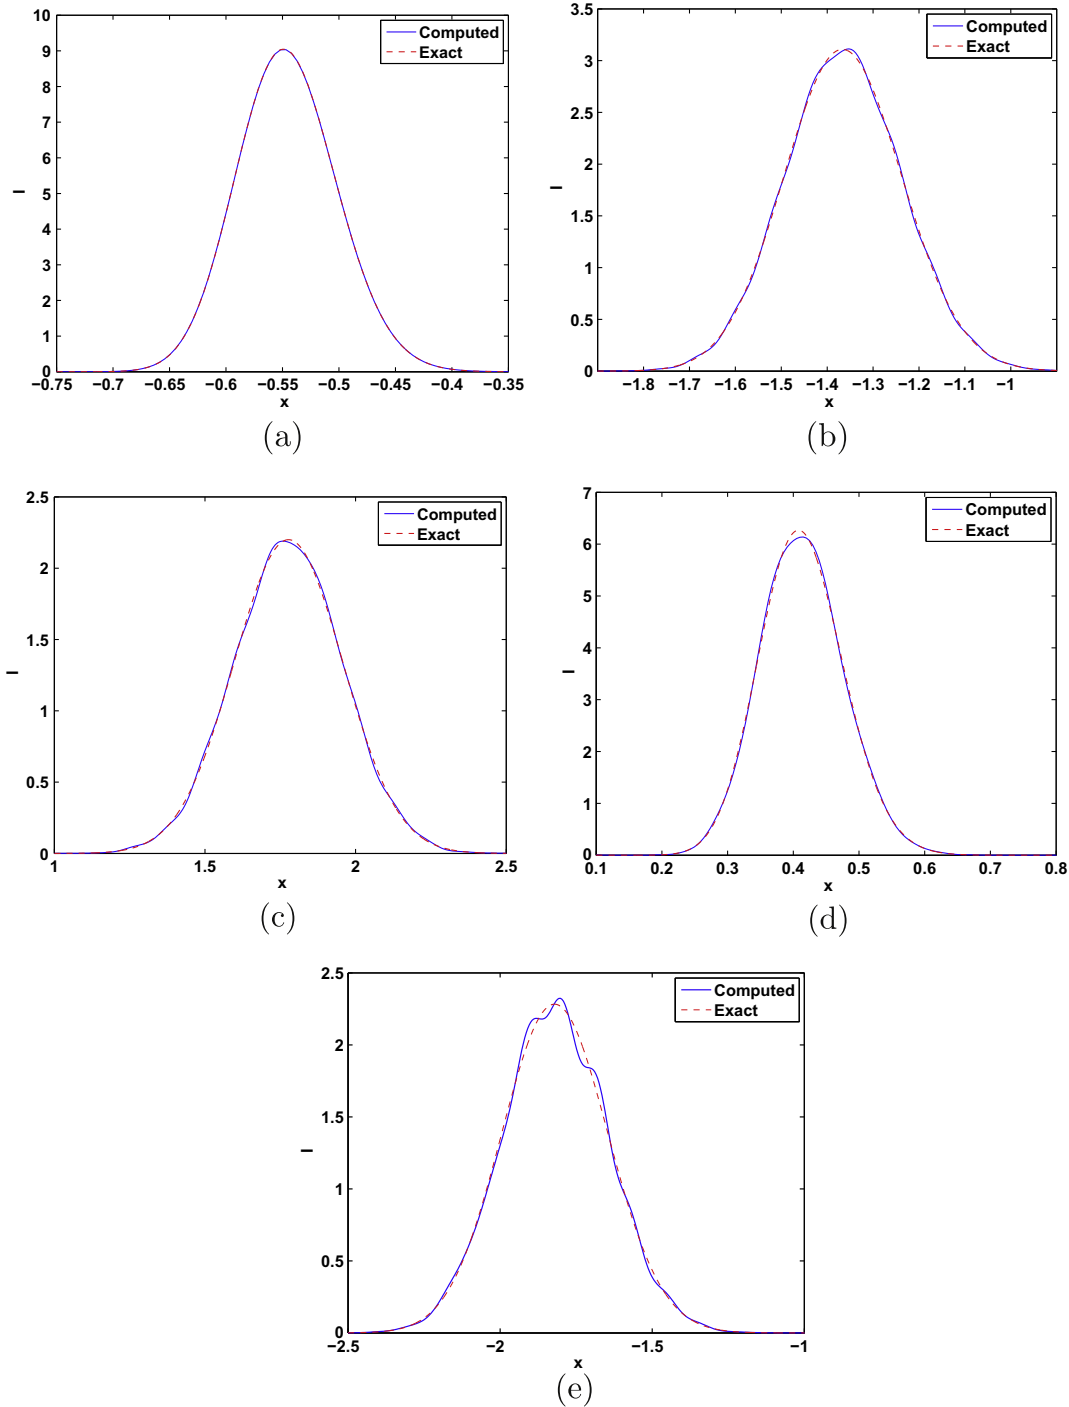 10
9
8
7
6
5
4
3
2
1
0
I
Computed
Exact
−0.75 −0.7 −0.65 −0.6 −0.55 −0.5 −0.45 −0.4 −0.35
x
(a)
3.5
3
2.5
2
1.5
1
0.5
0
I
Computed
Exact
−1.8 −1.7 −1.6 −1.5 −1.4 −1.3 −1.2 −1.1 −1
x
(b)
2.5
2
1.5
1
0.5
0
I
Computed
Exact
1 1.5 2 2.5
x
(c)
7
6
5
4
3
2
1
0
I
Computed
Exact
0.1 0.2 0.3 0.4 0.5 0.6 0.7 0.8
x
(d)
2.5
2
1.5
1
0.5
0
I
Computed
Exact
−2.5 −2 −1.5 −1
x
(e)